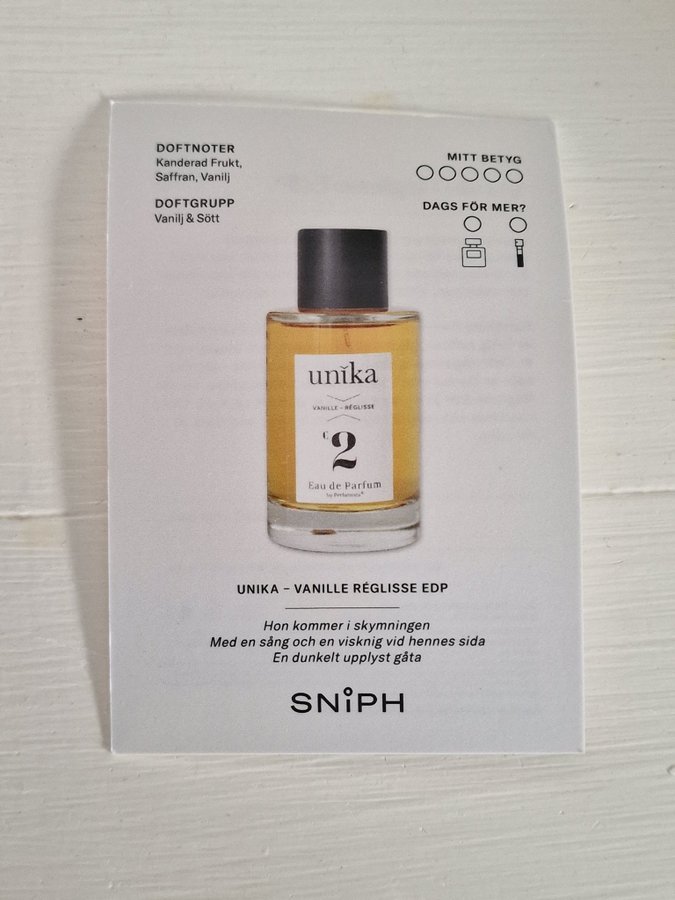 DOFTNOTER
Kanderad Frukt,
Saffran, Vanilj
DOFTGRUPP
Vanilj & Sött
MITT BETYG
DAGS FÖR MER?
unika
VANILLE – RÉGLISSE
2
Eau de Parfum
UNIKA – VANILLE RÉGLISSE EDP
Hon kommer i skymningen
Med en sång och en visknig vid hennes sida
En dunkelt upplyst gåta
SNiPH